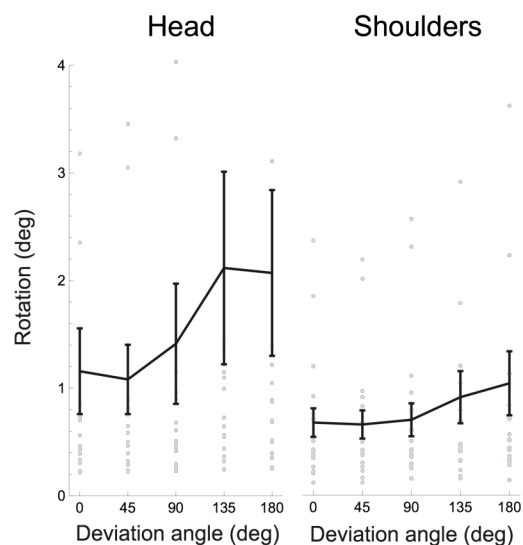 Head Shoulders
4
3
2
1
0
Rotation (deg)
0 45 90 135 180 0 45 90 135 180
Deviation angle (deg) Deviation angle (deg)